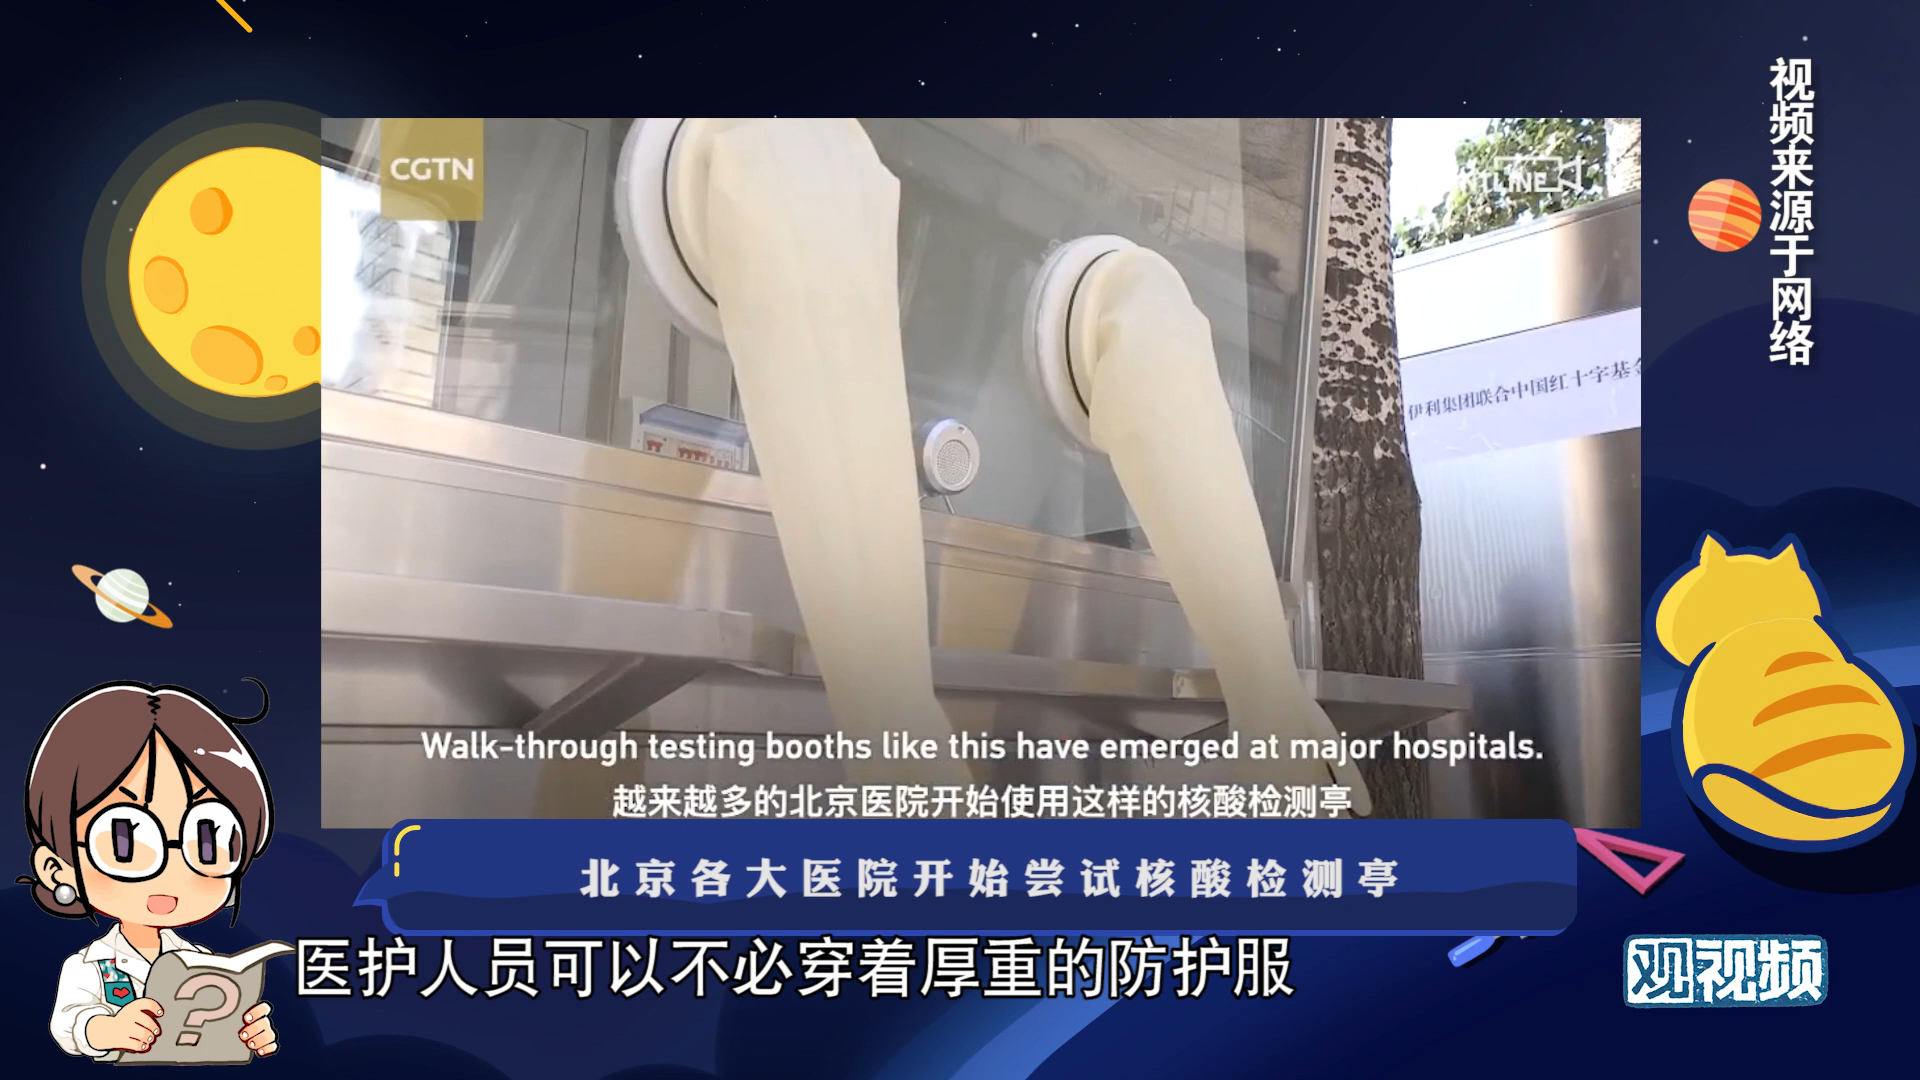 视频来源于网络
CGTN
伊利集团联合中国红十字基金
Walk-through testing booths like this have emerged at major hospitals.
越来越多的北京医院开始使用这样的核酸检测亭
北京各大医院开始尝试核酸检测亭
医护人员可以不必穿着厚重的防护服
?
观视频